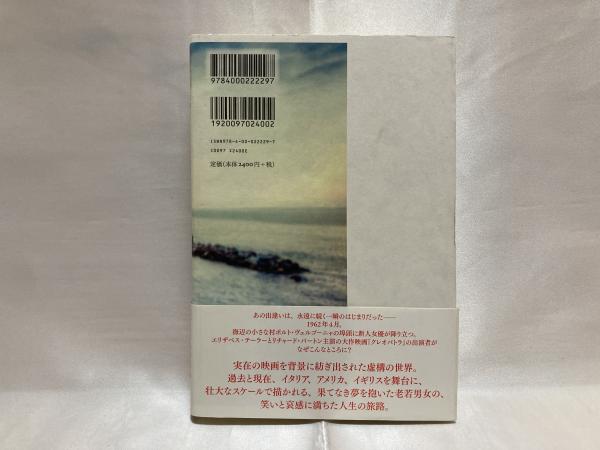 9784000222297
1920097024002
ISBN978-4-00-022229-7
C0097 ¥2400E
定価(本体2400円+税)
あの出逢いは、永遠に続く一瞬のはじまりだった――
1962年4月。
海辺の小さな村ポルト・ヴェルゴーニャの埠頭に新人女優が降り立つ。
エリザベス・テーラーとリチャード・バートン主演の大作映画『クレオパトラ』の出演者が
なぜこんなところに?
実在の映画を背景に紡ぎ出された虚構の世界。
過去と現在、イタリア、アメリカ、イギリスを舞台に、
壮大なスケールで描かれる、果てなき夢を抱いた老若男女の、
笑いと哀感に満ちた人生の旅路。